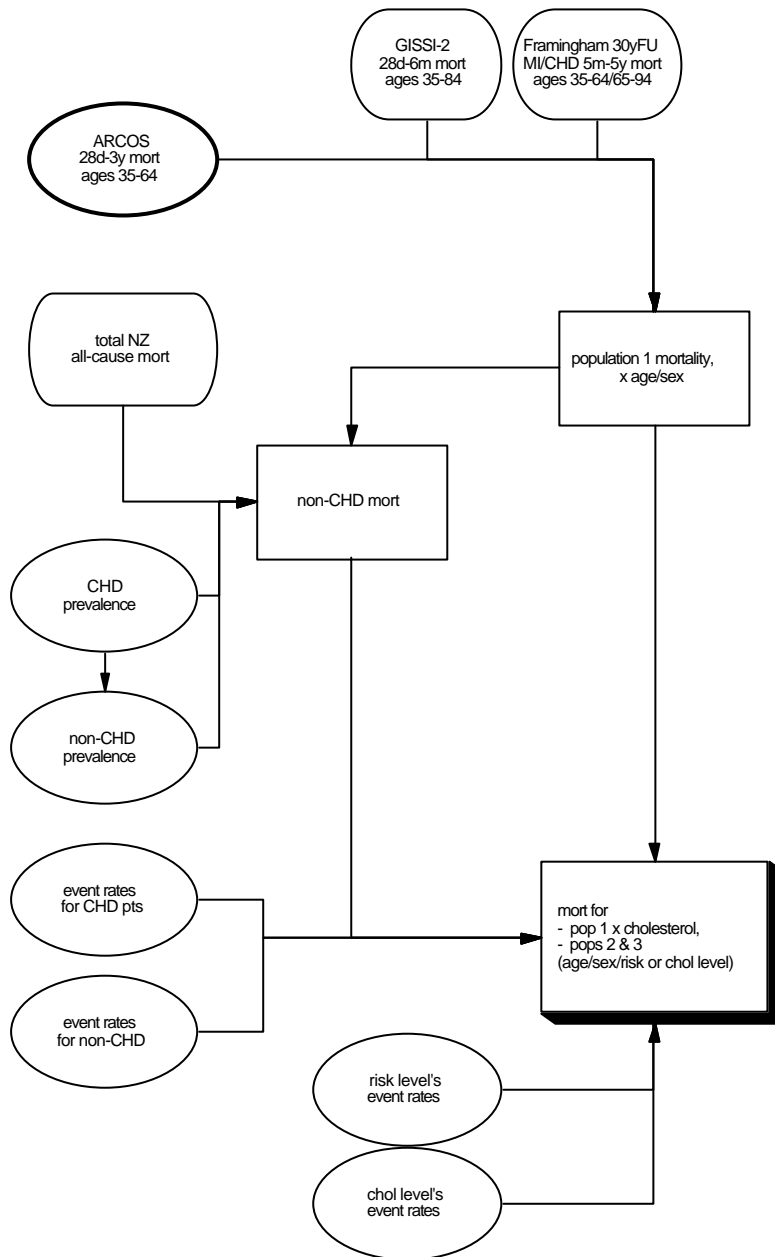 GISSI-2
28d-6m mort
ages 35-84
Framingham 30yFU
MI/CHD 5m-5y mort
ages 35-64/65-94
ARCOS
28d-3y mort
ages 35-64
total NZ
all-cause mort
population 1 mortality,
x age/sex
non-CHD mort
CHD
prevalence
non-CHD
prevalence
event rates
for CHD pts
mort for
- pop 1 x cholesterol,
- pops 2 & 3
(age/sex/risk or chol level)
event rates
for non-CHD
risk level's
event rates
chol level's
event rates